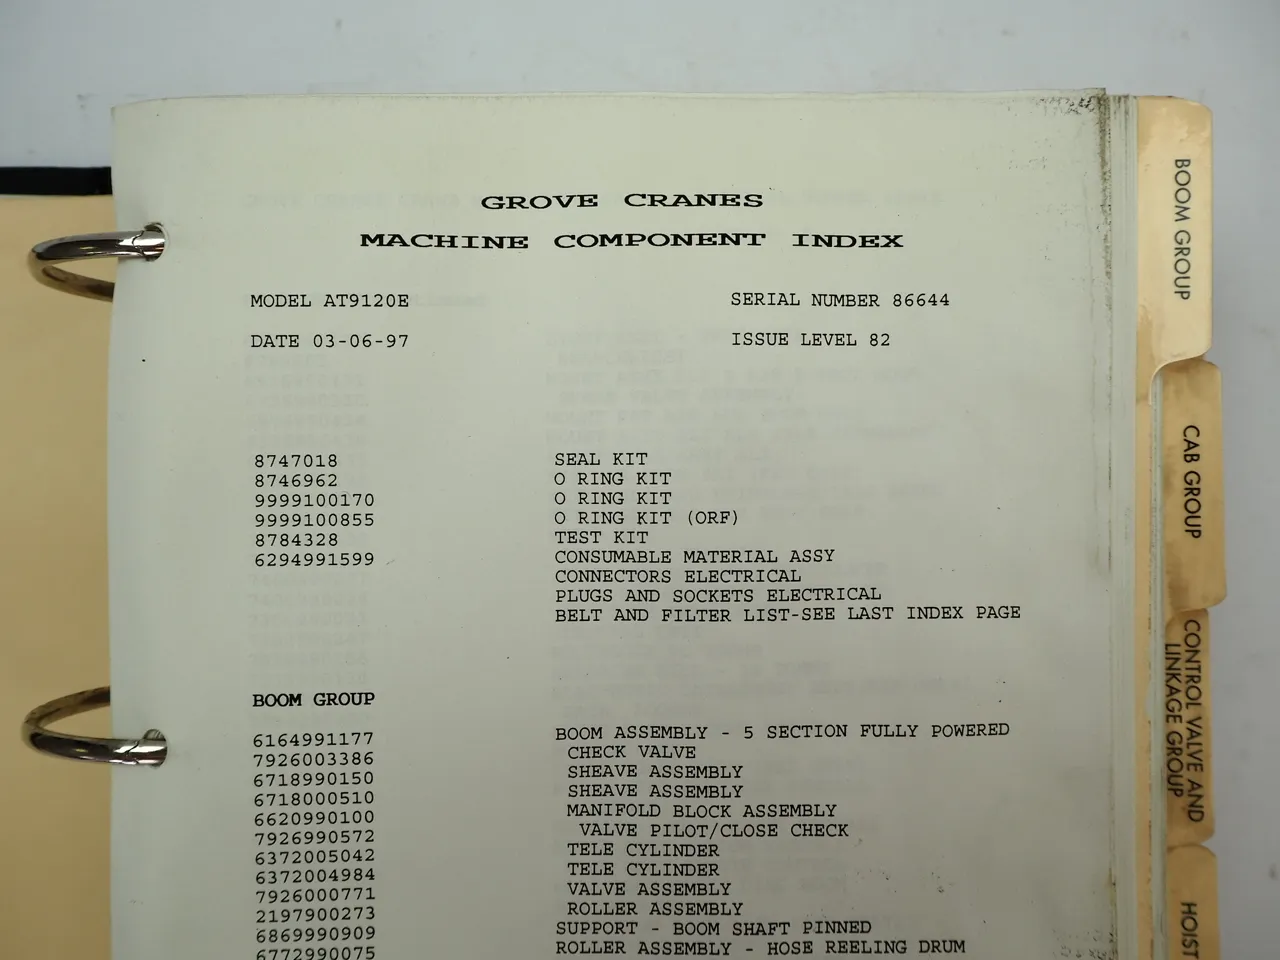 GROVE CRANES
MACHINE COMPONENT INDEX
MODEL AT9120E SERIAL NUMBER 86644
DATE 03-06-97 ISSUE LEVEL 82
8747018 SEAL KIT
8746962 O RING KIT
9999100170 O RING KIT
9999100855 O RING KIT (ORF)
8784328 TEST KIT
6294991599 CONSUMABLE MATERIAL ASSY
CONNECTORS ELECTRICAL
PLUGS AND SOCKETS ELECTRICAL
BELT AND FILTER LIST-SEE LAST INDEX PAGE
BOOM GROUP
6164991177 BOOM ASSEMBLY - 5 SECTION FULLY POWERED
7926003386 CHECK VALVE
6718990150 SHEAVE ASSEMBLY
6718000510 SHEAVE ASSEMBLY
6620990100 MANIFOLD BLOCK ASSEMBLY
7926990572 VALVE PILOT/CLOSE CHECK
6372005042 TELE CYLINDER
6372004984 TELE CYLINDER
7926000771 VALVE ASSEMBLY
2197900273 ROLLER ASSEMBLY
6869990909 SUPPORT - BOOM SHAFT PINNED
6772990075 ROLLER ASSEMBLY - HOSE REELING DRUM
BOOM GROUP
CAB GROUP
CONTROL VALVE AND
LINKAGE GROUP
HOIST